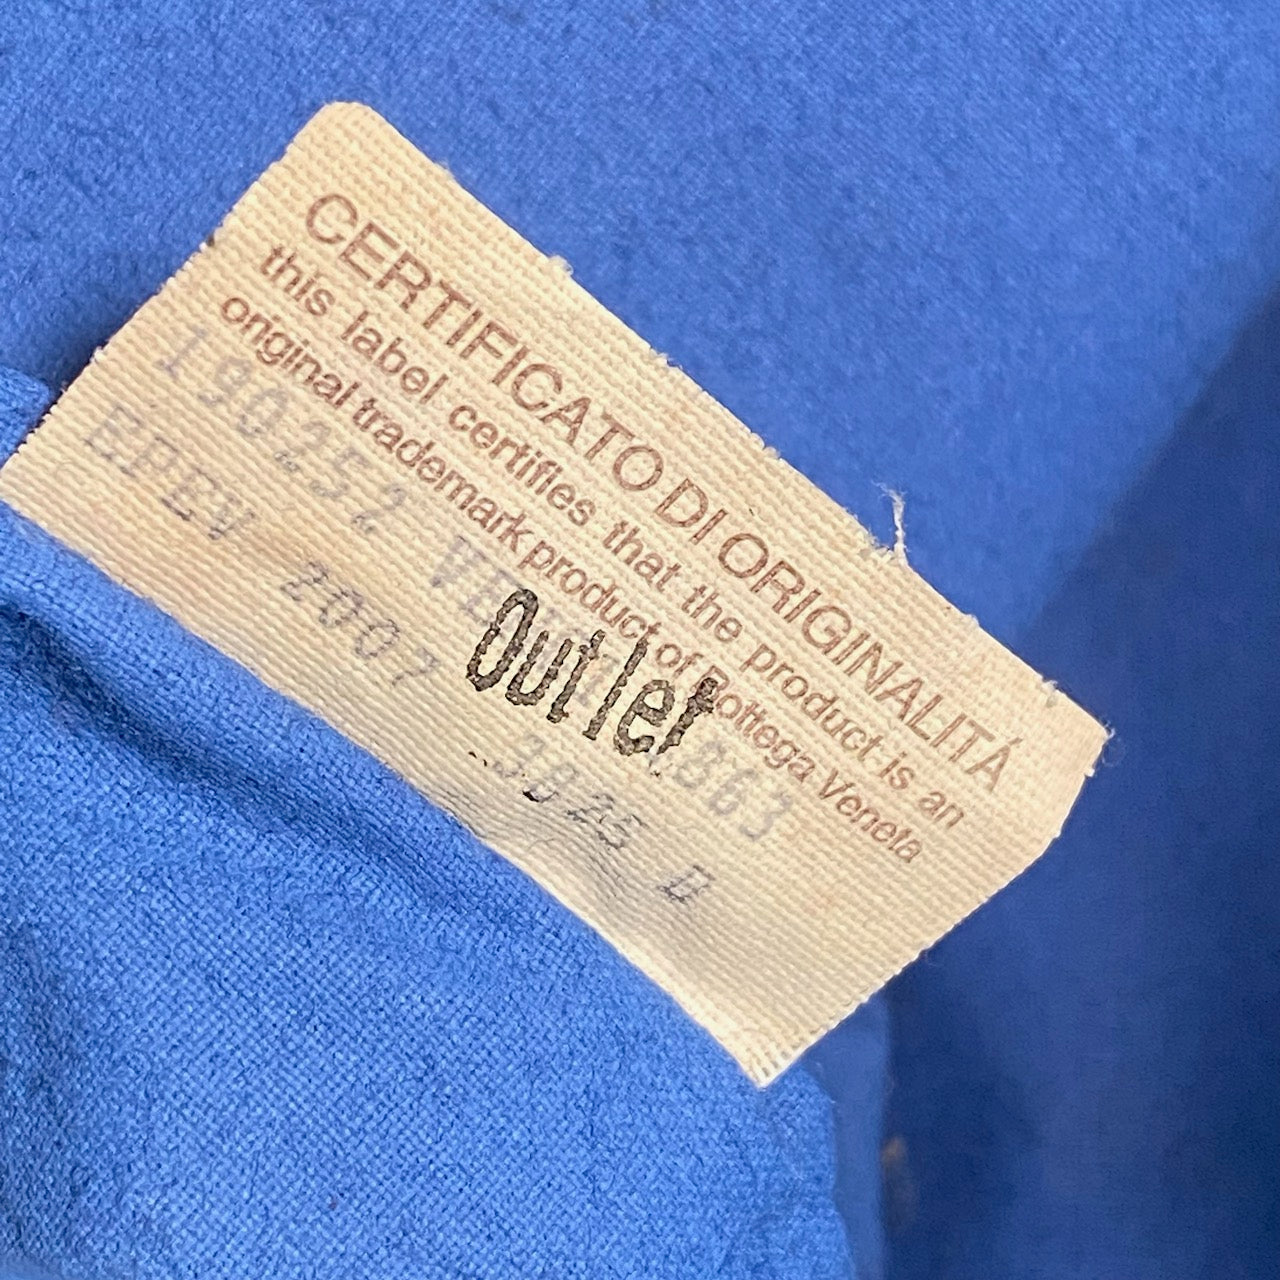 CERTIFICATO DI ORIGINALITÁ
this label certifies that the product is an
original trademark product of Bottega Veneta
190252 863
EPEV 2007
Outlet
D